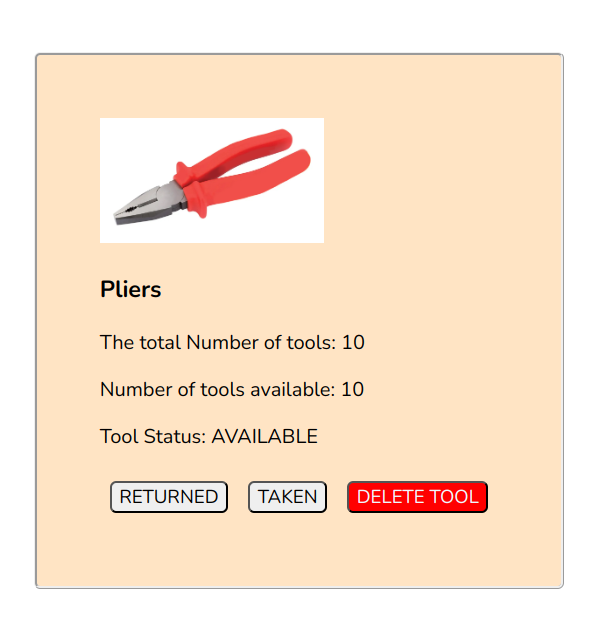 Pliers
The total Number of tools: 10
Number of tools available: 10
Tool Status: AVAILABLE
RETURNED TAKEN DELETE TOOL